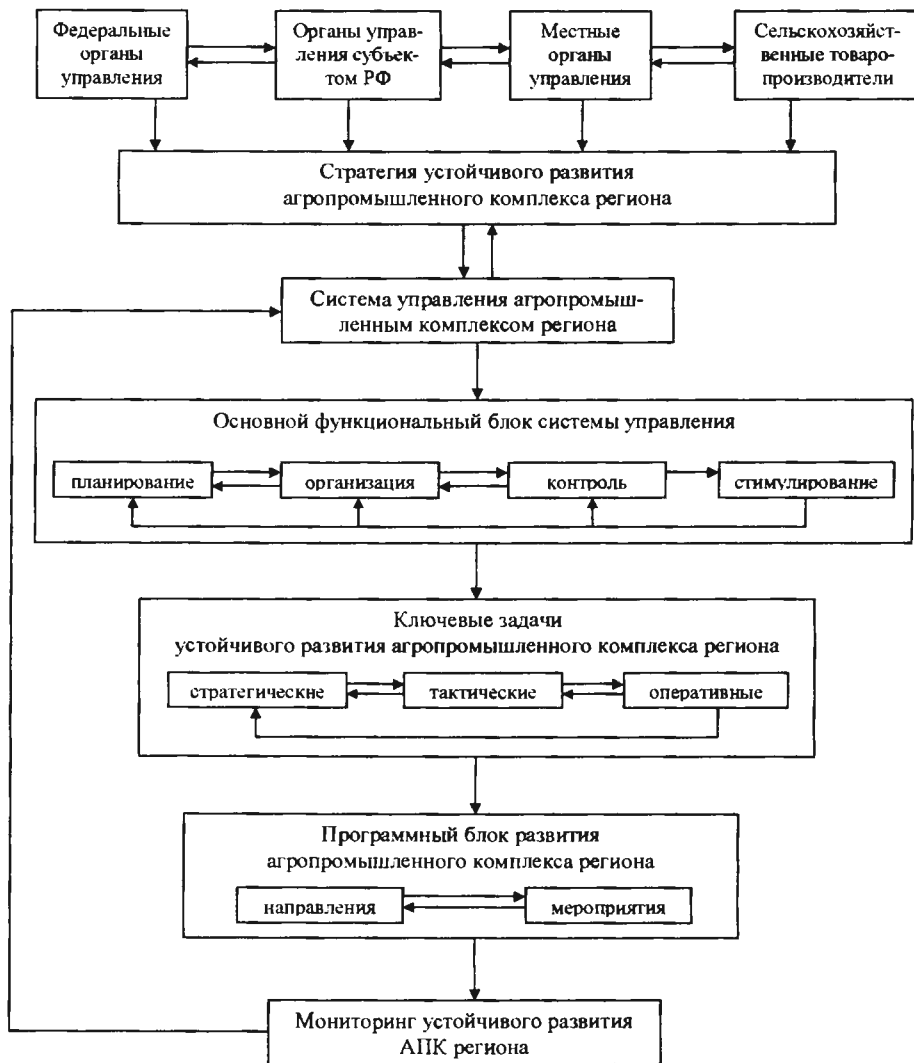 Федеральные
органы
управления
Органы упра-
вления субъек-
том РФ
Местные
органы
управления
Сельскохозяйст-
венные товаро-
производители
Стратегия устойчивого развития
агропромышленного комплекса региона
Система управления агропромыш-
ленным комплексом региона
Основной функциональный блок системы управления
планирование
организация
контроль
стимулирование
Ключевые задачи
устойчивого развития агропромышленного комплекса региона
стратегические
тактические
оперативные
Программный блок развития
агропромышленного комплекса региона
направления
мероприятия
Мониторинг устойчивого развития
АПК региона